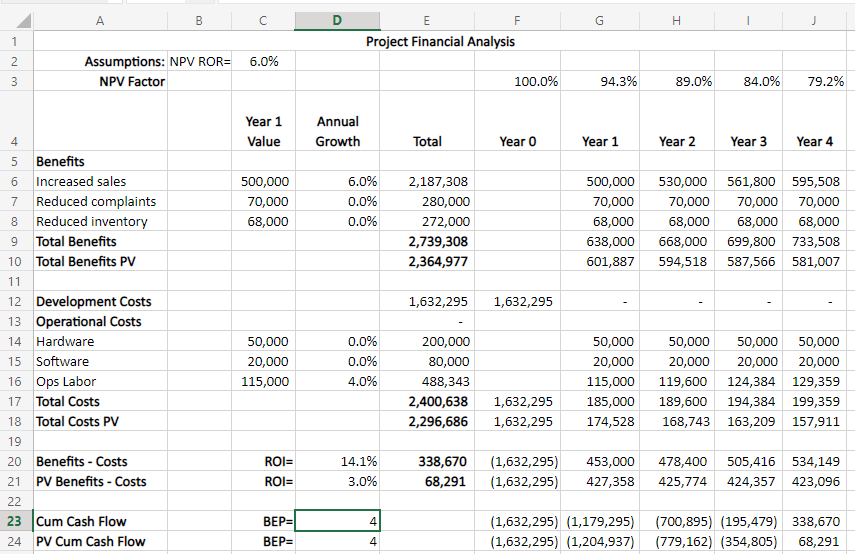 A B C D E F G H I J
1 Project Financial Analysis
2 Assumptions: NPV ROR= 6.0%
3 NPV Factor 100.0% 94.3% 89.0% 84.0% 79.2%
Year 1 Annual
4 Value Growth Total Year 0 Year 1 Year 2 Year 3 Year 4
5 Benefits
6 Increased sales 500,000 6.0% 2,187,308 500,000 530,000 561,800 595,508
7 Reduced complaints 70,000 0.0% 280,000 70,000 70,000 70,000 70,000
8 Reduced inventory 68,000 0.0% 272,000 68,000 68,000 68,000 68,000
9 Total Benefits 2,739,308 638,000 668,000 699,800 733,508
10 Total Benefits PV 2,364,977 601,887 594,518 587,566 581,007
11
12 Development Costs 1,632,295 1,632,295 - - - -
13 Operational Costs -
14 Hardware 50,000 0.0% 200,000 50,000 50,000 50,000 50,000
15 Software 20,000 0.0% 80,000 20,000 20,000 20,000 20,000
16 Ops Labor 115,000 4.0% 488,343 115,000 119,600 124,384 129,359
17 Total Costs 2,400,638 1,632,295 185,000 189,600 194,384 199,359
18 Total Costs PV 2,296,686 1,632,295 174,528 168,743 163,209 157,911
19
20 Benefits - Costs ROI= 14.1% 338,670 (1,632,295) 453,000 478,400 505,416 534,149
21 PV Benefits - Costs ROI= 3.0% 68,291 (1,632,295) 427,358 425,774 424,357 423,096
22
23 Cum Cash Flow BEP= 4 (1,632,295) (1,179,295) (700,895) (195,479) 338,670
24 PV Cum Cash Flow BEP= 4 (1,632,295) (1,204,937) (779,162) (354,805) 68,291